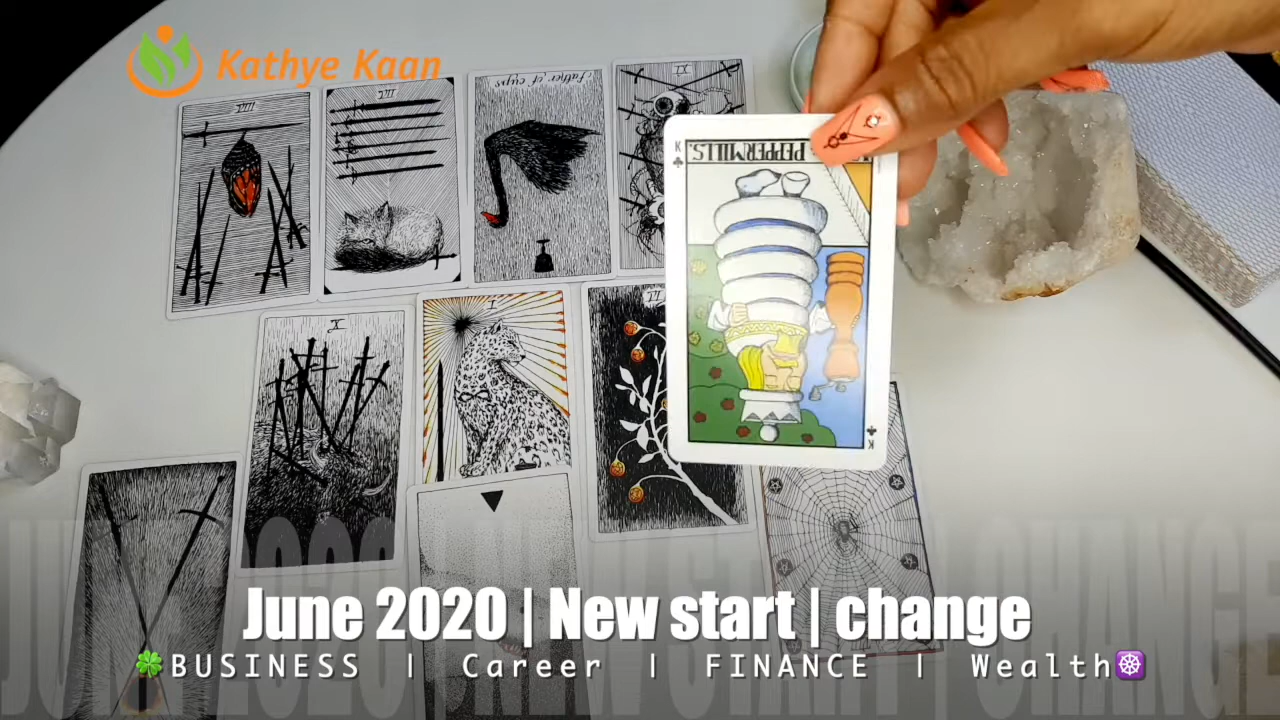 Kathye Kaan
Father of cups
K
PEPPERMILLS.
K
X
I
June 2020 | New start | change
🍀BUSINESS | Career | FINANCE | Wealth☸️